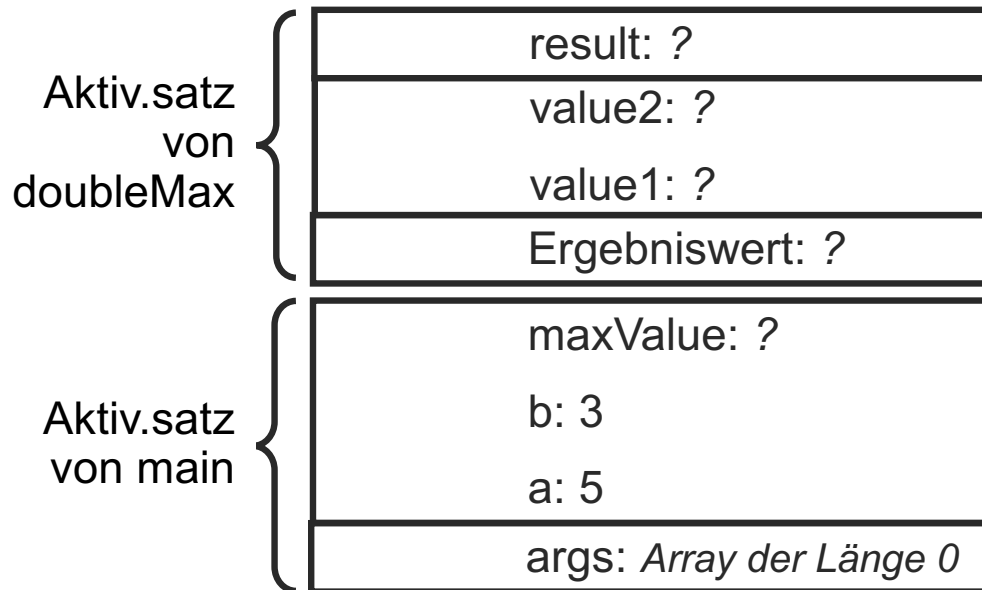 result: ?
Aktiv.satz
von
doubleMax
value2: ?
value1: ?
Ergebniswert: ?
maxValue: ?
Aktiv.satz
von main
b: 3
a: 5
args: Array der Länge 0